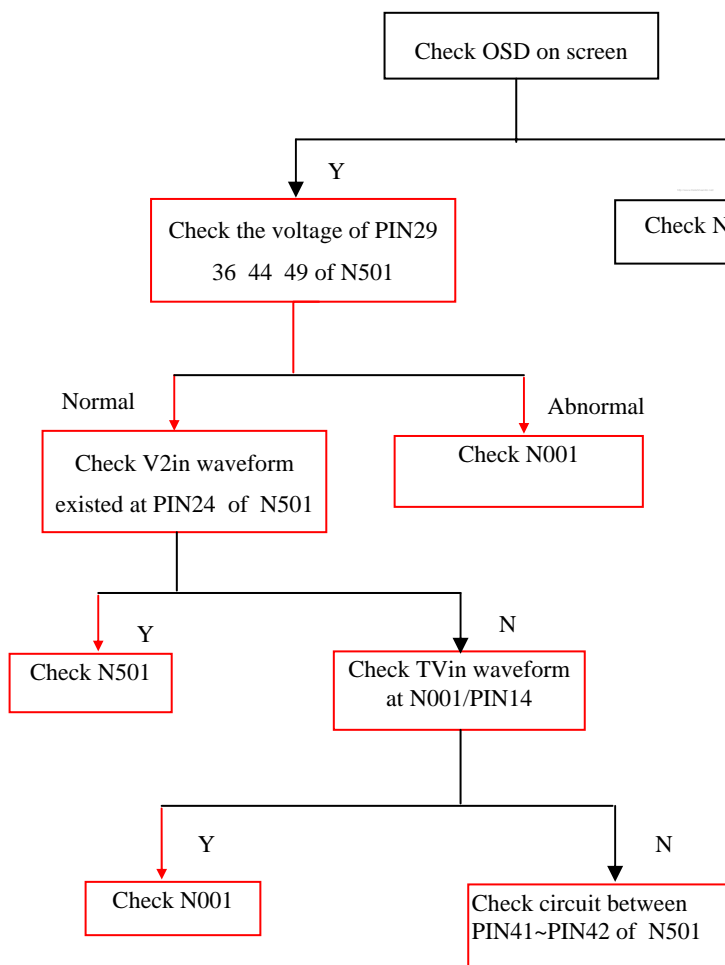 Check OSD on screen
Y
Check the voltage of PIN29
36 44 49 of N501
Check N
Normal
Abnormal
Check V2in waveform
existed at PIN24 of N501
Check N001
Y
N
Check N501
Check TVin waveform
at N001/PIN14
Y
N
Check N001
Check circuit between
PIN41~PIN42 of N501